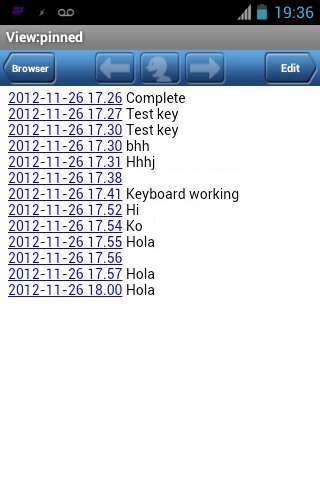 19:36
View:pinned
Browser
Edit
2012-11-26 17.26 Complete
2012-11-26 17.27 Test key
2012-11-26 17.30 Test key
2012-11-26 17.30 bhh
2012-11-26 17.31 Hhhj
2012-11-26 17.38
2012-11-26 17.41 Keyboard working
2012-11-26 17.52 Hi
2012-11-26 17.54 Ko
2012-11-26 17.55 Hola
2012-11-26 17.56
2012-11-26 17.57 Hola
2012-11-26 18.00 Hola